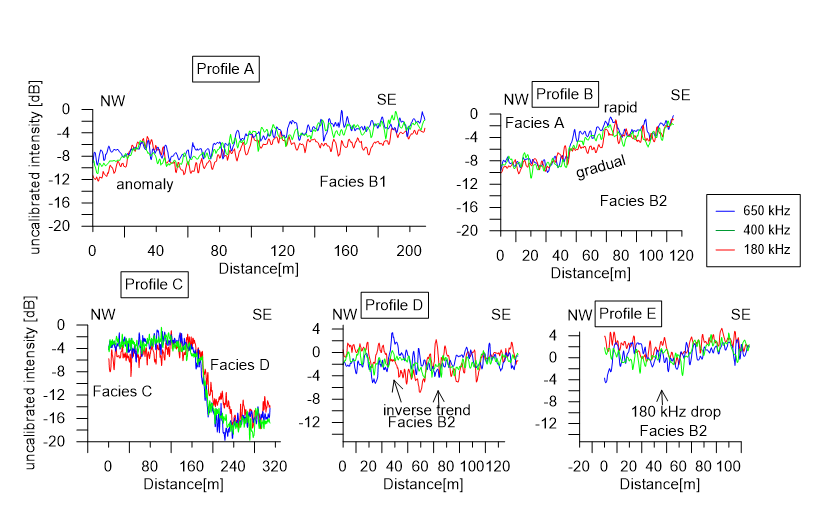 Profile A
uncalibrated intensity [dB]
NW
SE
0
-4
-8
-12
-16
-20
anomaly
Facies B1
0 40 80 120 160 200
Distance[m]
Profile B
NW
SE
rapid
Facies A
0
-4
-8
-12
-16
-20
gradual
Facies B2
0 20 40 60 80 100 120
Distance[m]
650 kHz
400 kHz
180 kHz
Profile C
uncalibrated intensity [dB]
NW
SE
0
-4
-8
-12
-16
-20
Facies D
Facies C
0 80 160 240 320
Distance[m]
Profile D
NW
SE
4
0
-4
-8
-12
inverse trend
Facies B2
0 20 40 60 80 100 120
Distance[m]
Profile E
NW
SE
4
0
-4
-8
-12
180 kHz drop
Facies B2
-20 0 20 40 60 80 100
Distance[m]